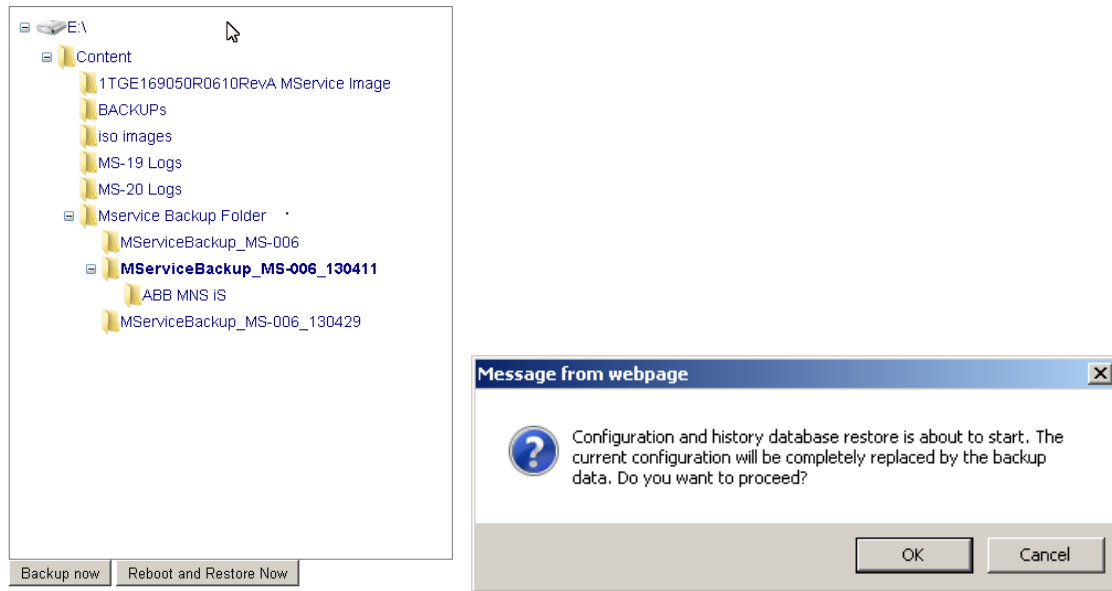 E:\
Content
1TGE169050R0610RevA MService Image
BACKUPs
iso images
MS-19 Logs
MS-20 Logs
Mservice Backup Folder
MServiceBackup_MS-006
MServiceBackup_MS-006_130411
ABB MNS iS
MServiceBackup_MS-006_130429
Backup now
Reboot and Restore Now
Message from webpage
Configuration and history database restore is about to start. The
current configuration will be completely replaced by the backup
data. Do you want to proceed?
OK
Cancel